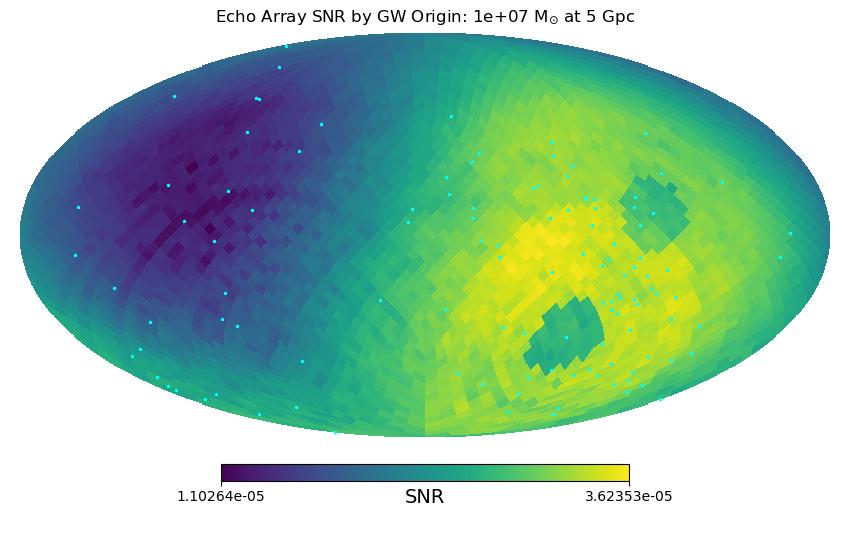 Echo Array SNR by GW Origin: 1e+07 M⊙ at 5 Gpc
1.10264e-05 SNR 3.62353e-05